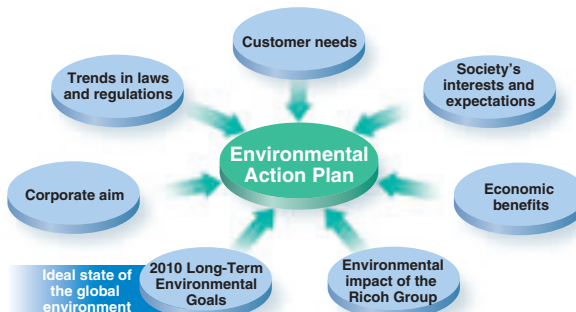 Customer needs
Trends in laws
and regulations
Society's
interests and
expectations
Environmental
Action Plan
Corporate aim
Economic
benefits
Ideal state of
the global
environment
2010 Long-Term
Environmental
Goals
Environmental
impact of the
Ricoh Group